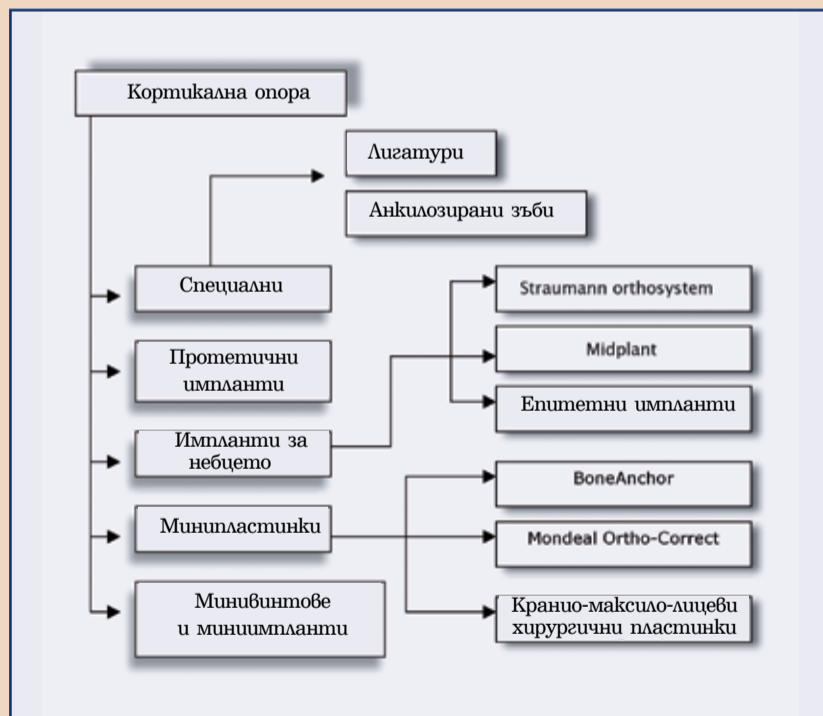 Кортикална опора
Лигатури
Анкилозирани зъби
Специални
Straumann orthosystem
Протетични
импланти
Midplant
Епитетни импланти
Импланти за
небцето
BoneAnchor
Минипластинки
Mondeal Ortho-Correct
Минивинтове
и миниимпланти
Кранио-максило-лицеви
хирургични пластинки